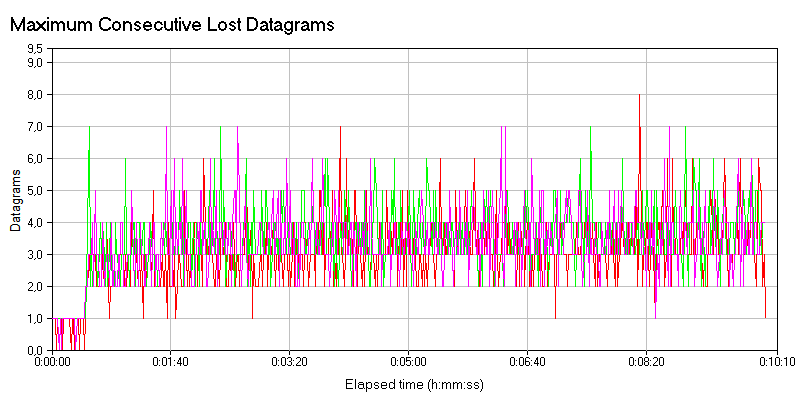 Maximum Consecutive Lost Datagrams
9,5
9,0
8,0
7,0
6,0
5,0
4,0
3,0
2,0
1,0
0,0
Datagrams
0:00:00 0:01:40 0:03:20 0:05:00 0:06:40 0:08:20 0:10:10
Elapsed time (h:mm:ss)